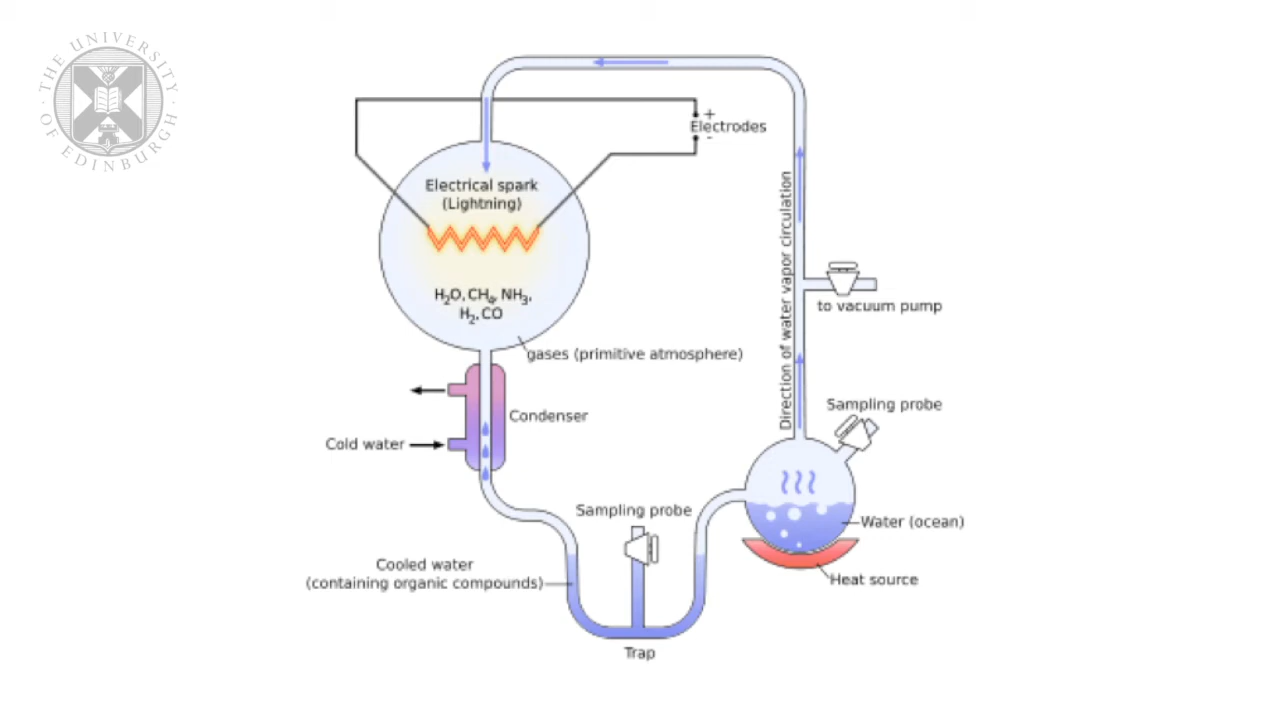 THE UNIVERSITY OF EDINBURGH
+
Electrodes
-
Electrical spark
(Lightning)
H₂O, CH₄, NH₃,
H₂, CO
gases (primitive atmosphere)
Direction of water vapor circulation
to vacuum pump
Condenser
Cold water
Sampling probe
Sampling probe
Water (ocean)
Cooled water
(containing organic compounds)
Heat source
Trap